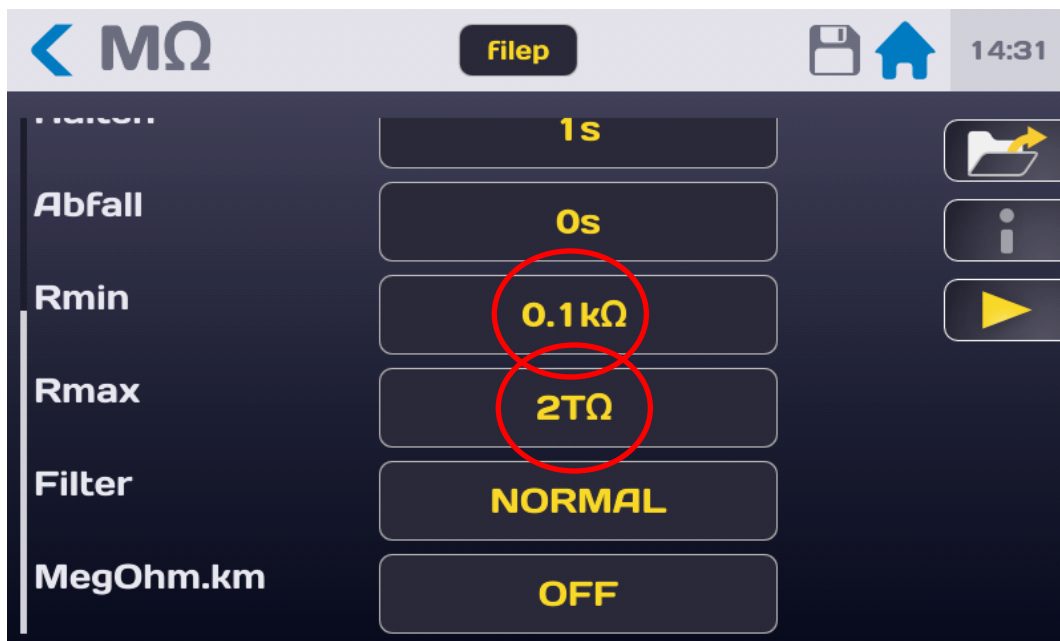 MΩ
filep
14:31
1s
Abfall
0s
Rmin
0.1kΩ
Rmax
2TΩ
Filter
NORMAL
MegOhm.km
OFF